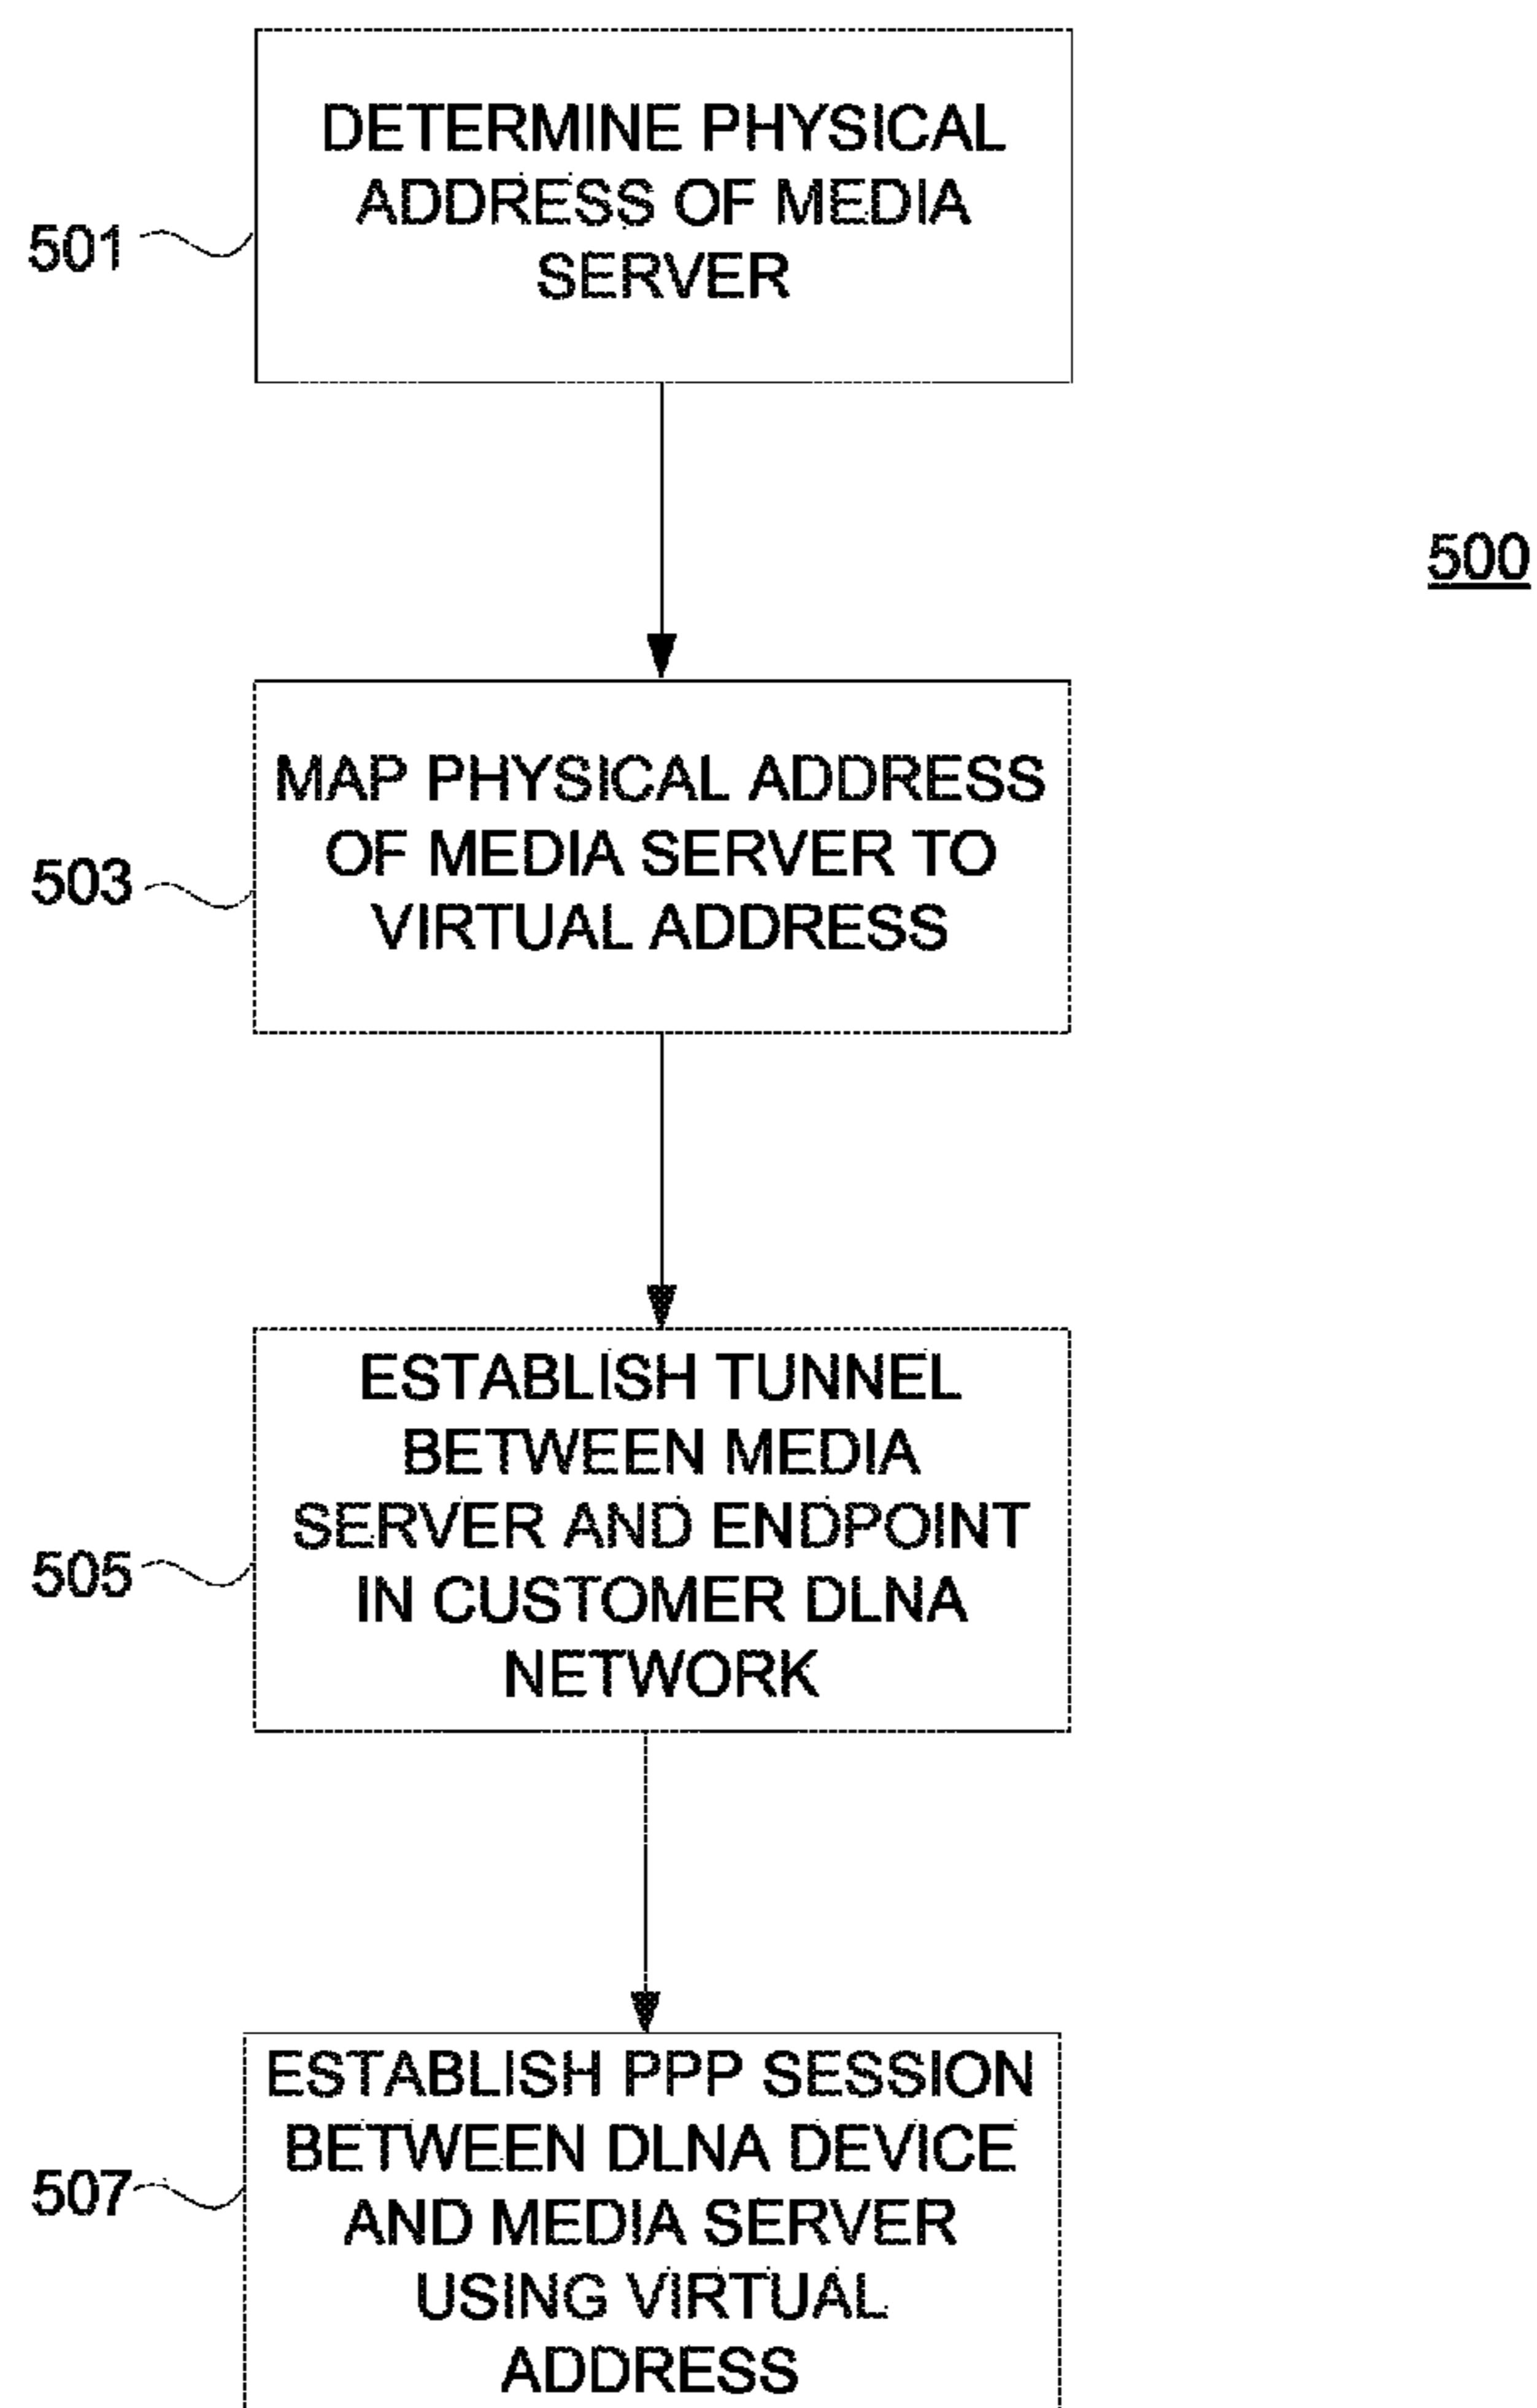 DETERMINE PHYSICAL
ADDRESS OF MEDIA
SERVER
501
500
MAP PHYSICAL ADDRESS
OF MEDIA SERVER TO
VIRTUAL ADDRESS
503
ESTABLISH TUNNEL
BETWEEN MEDIA
SERVER AND ENDPOINT
IN CUSTOMER DLNA
NETWORK
505
ESTABLISH PPP SESSION
BETWEEN DLNA DEVICE
AND MEDIA SERVER
USING VIRTUAL
ADDRESS
507